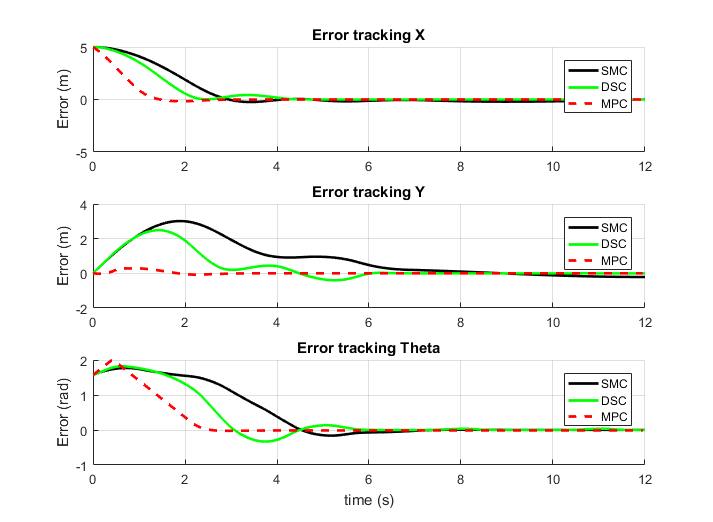 Error tracking X
Error (m)
5
0
-5
SMC
DSC
MPC
0 2 4 6 8 10 12
Error tracking Y
Error (m)
4
2
0
-2
SMC
DSC
MPC
0 2 4 6 8 10 12
Error tracking Theta
Error (rad)
2
1
0
-1
SMC
DSC
MPC
0 2 4 6 8 10 12
time (s)